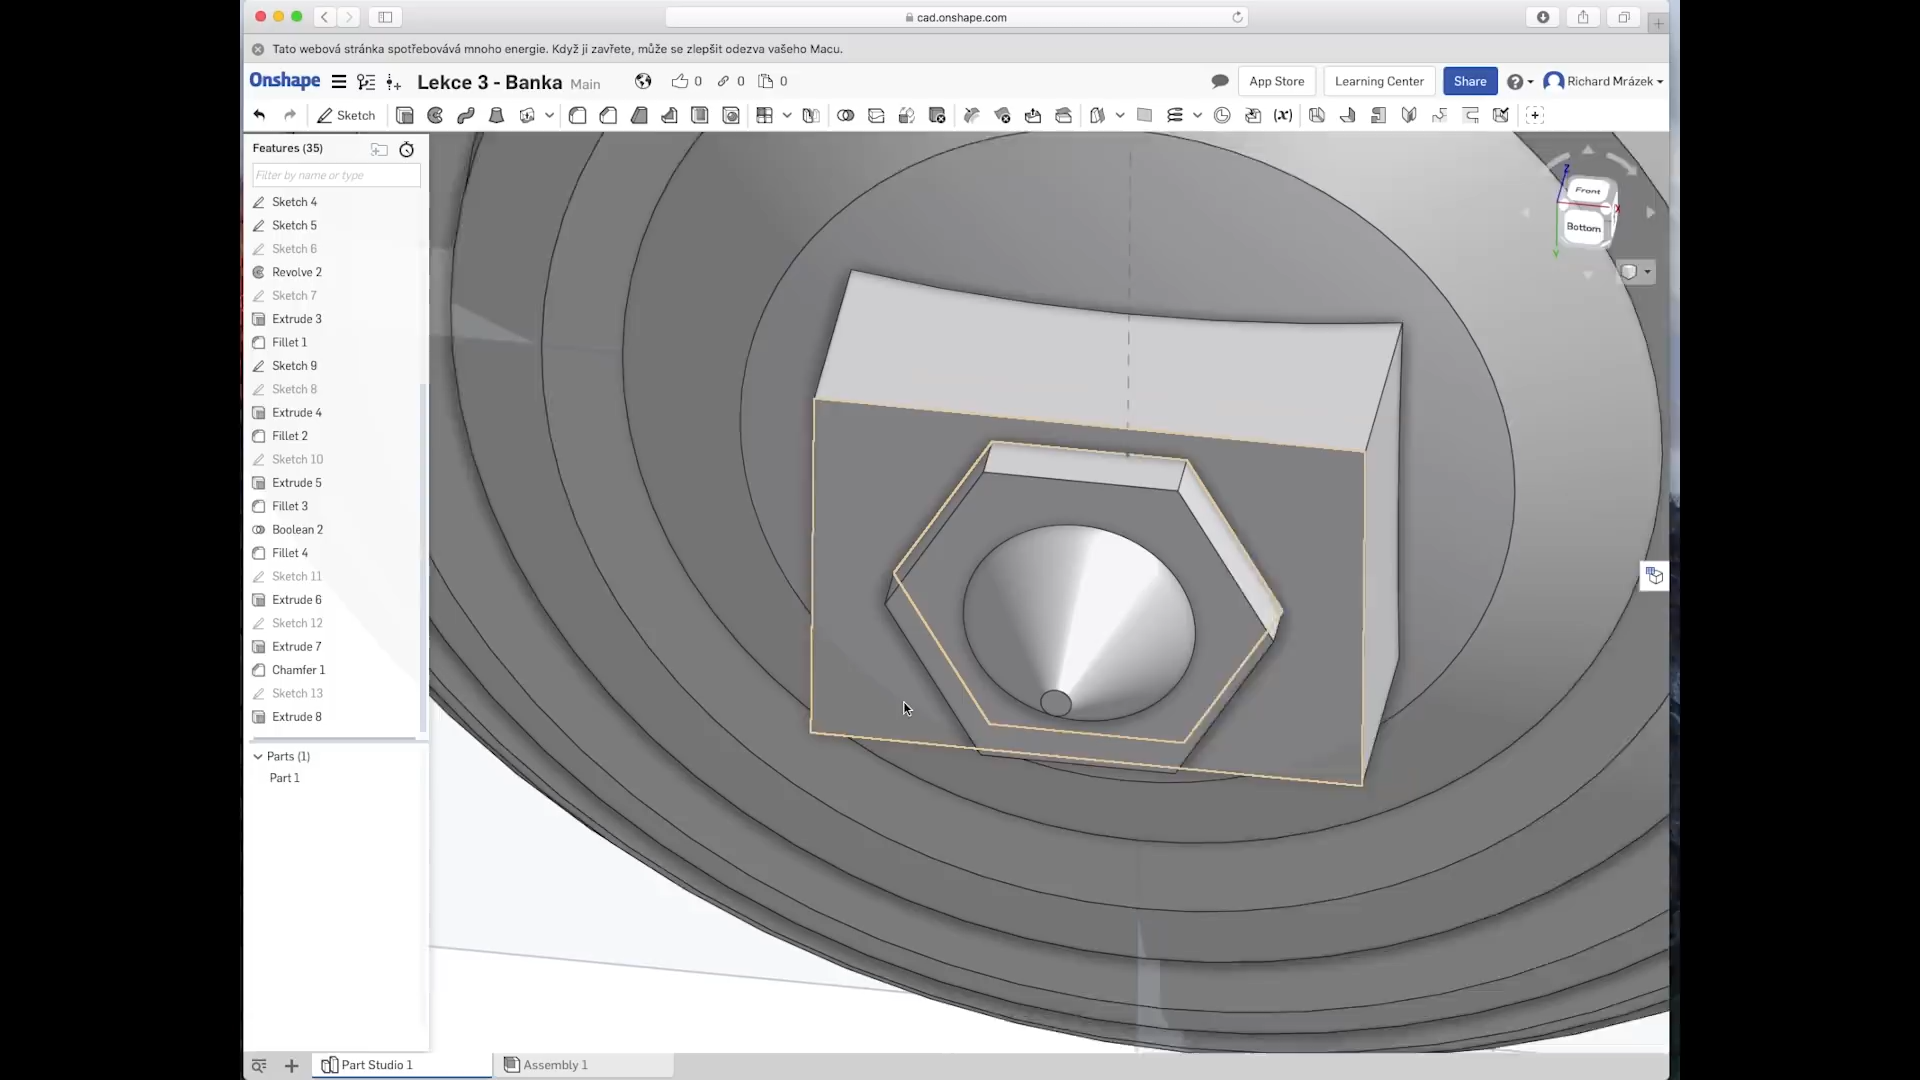 cad.onshape.com
Tato webová stránka spotřebovává mnoho energie. Když ji zavřete, může se zlepšit odezva vašeho Macu.
Onshape Lekce 3 - Banka Main 0 0 0 App Store Learning Center Share Richard Mrázek
Sketch (x)
Features (35)
Filter by name or type
Sketch 4
Sketch 5
Sketch 6
Revolve 2
Sketch 7
Extrude 3
Fillet 1
Sketch 9
Sketch 8
Extrude 4
Fillet 2
Sketch 10
Extrude 5
Fillet 3
Boolean 2
Fillet 4
Sketch 11
Extrude 6
Sketch 12
Extrude 7
Chamfer 1
Sketch 13
Extrude 8
Parts (1)
Part 1
Z
Front
X
Bottom
Y
Part Studio 1 Assembly 1